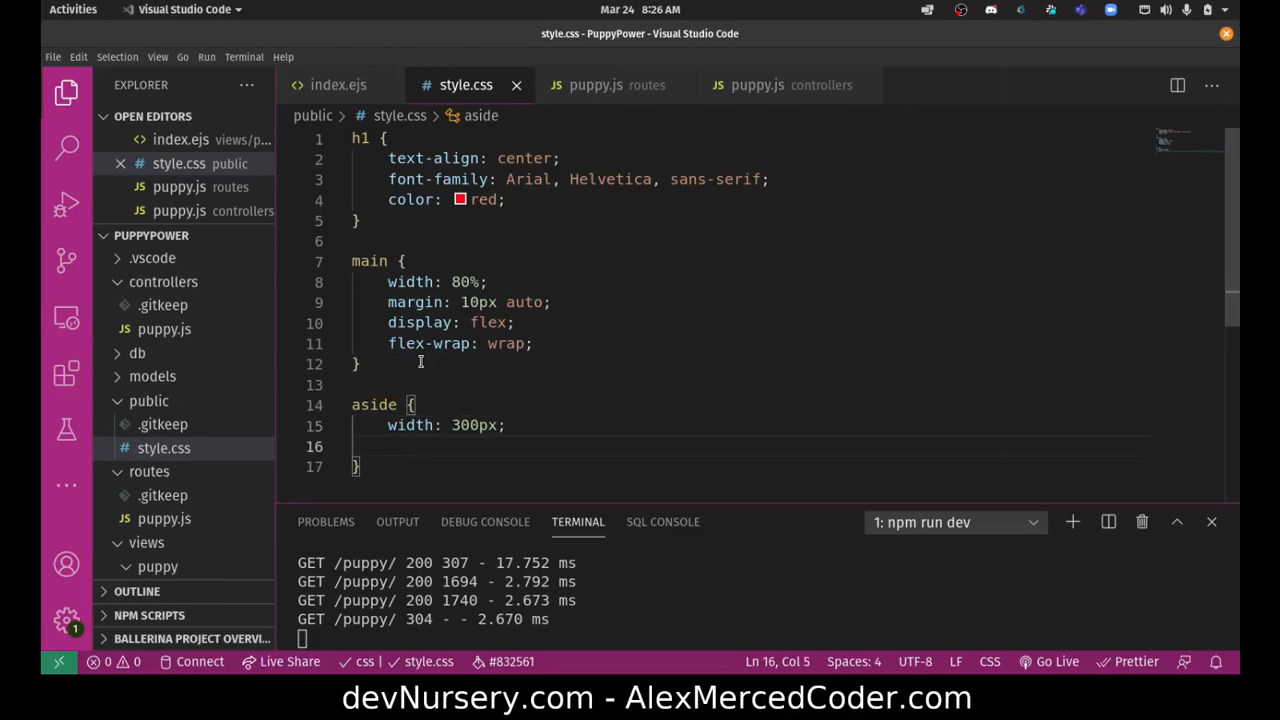 Activities
Visual Studio Code
Mar 24 8:26 AM
style.css - PuppyPower - Visual Studio Code
File Edit Selection View Go Run Terminal Help
EXPLORER
OPEN EDITORS
index.ejs views/p...
style.css public
puppy.js routes
puppy.js controllers
PUPPYPOWER
.vscode
controllers
.gitkeep
puppy.js
db
models
public
.gitkeep
style.css
routes
.gitkeep
puppy.js
views
puppy
OUTLINE
NPM SCRIPTS
BALLERINA PROJECT OVERVI...
index.ejs
style.css
puppy.js routes
puppy.js controllers
public > style.css > aside
1 h1 {
2 text-align: center;
3 font-family: Arial, Helvetica, sans-serif;
4 color: red;
5 }
6
7 main {
8 width: 80%;
9 margin: 10px auto;
10 display: flex;
11 flex-wrap: wrap;
12 }
13
14 aside {
15 width: 300px;
16
17 }
PROBLEMS OUTPUT DEBUG CONSOLE TERMINAL SQL CONSOLE
1: npm run dev
GET /puppy/ 200 307 - 17.752 ms
GET /puppy/ 200 1694 - 2.792 ms
GET /puppy/ 200 1740 - 2.673 ms
GET /puppy/ 304 - - 2.670 ms
1
0 0 Connect Live Share css | style.css #832561 Ln 16, Col 5 Spaces: 4 UTF-8 LF CSS Go Live Prettier
devNursery.com - AlexMercedCoder.com